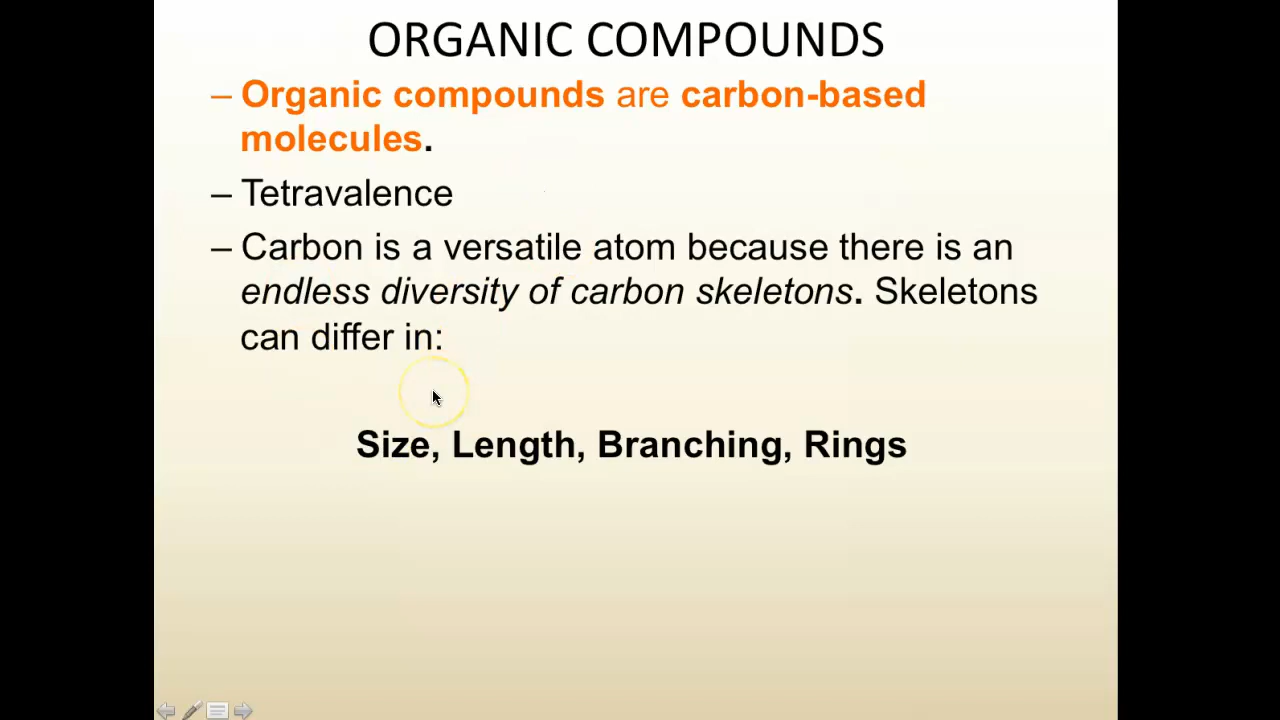 ORGANIC COMPOUNDS
– Organic compounds are carbon-based
molecules.
– Tetravalence
– Carbon is a versatile atom because there is an
endless diversity of carbon skeletons. Skeletons
can differ in:
Size, Length, Branching, Rings